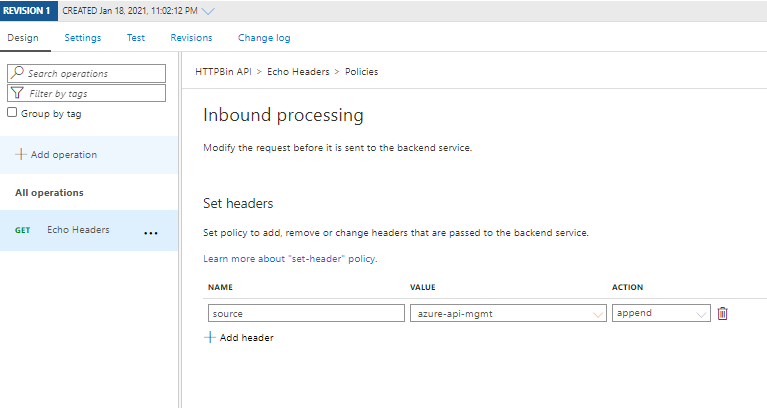 REVISION 1 CREATED Jan 18, 2021, 11:02:12 PM
Design Settings Test Revisions Change log
Search operations
Filter by tags
Group by tag
Add operation
All operations
GET Echo Headers ...
HTTPBin API > Echo Headers > Policies
Inbound processing
Modify the request before it is sent to the backend service.
Set headers
Set policy to add, remove or change headers that are passed to the backend service.
Learn more about "set-header" policy.
NAME VALUE ACTION
source azure-api-mgmt append
Add header